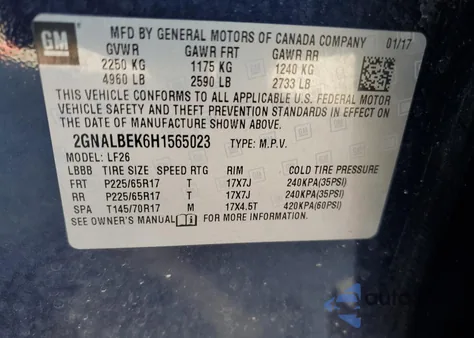 GM
MFD BY GENERAL MOTORS OF CANADA COMPANY 01/17
GVWR GAWR FRT GAWR RR
2250 KG 1175 KG 1240 KG
4960 LB 2590 LB 2733 LB
THIS VEHICLE CONFORMS TO ALL APPLICABLE U.S. FEDERAL MOTOR
VEHICLE SAFETY AND THEFT PREVENTION STANDARDS IN EFFECT ON
THE DATE OF MANUFACTURE SHOWN ABOVE.
2GNALBEK6H1565023 TYPE: M.P.V.
MODEL: LF26
LBBB TIRE SIZE SPEED RTG RIM COLD TIRE PRESSURE
FRT P225/65R17 T 17X7J 240KPA(35PSI)
RR P225/65R17 T 17X7J 240KPA(35PSI)
SPA T145/70R17 M 17X4.5T 420KPA(60PSI)
SEE OWNER'S MANUAL